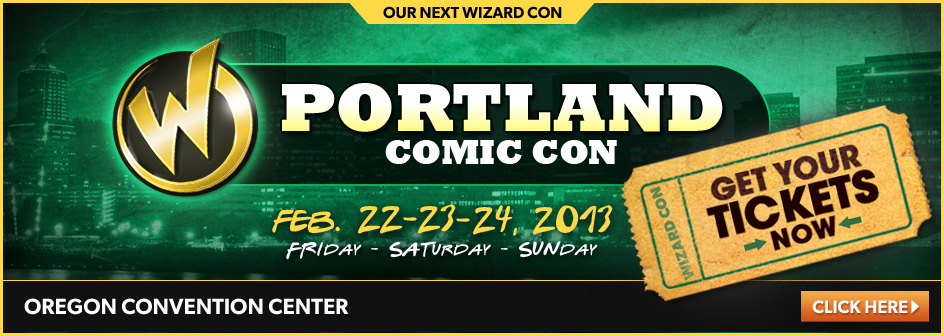 OUR NEXT WIZARD CON
W
PORTLAND
COMIC CON
FEB. 22-23-24, 2013
FRIDAY - SATURDAY - SUNDAY
WIZARD CON
GET YOUR
TICKETS
NOW
OREGON CONVENTION CENTER
CLICK HERE